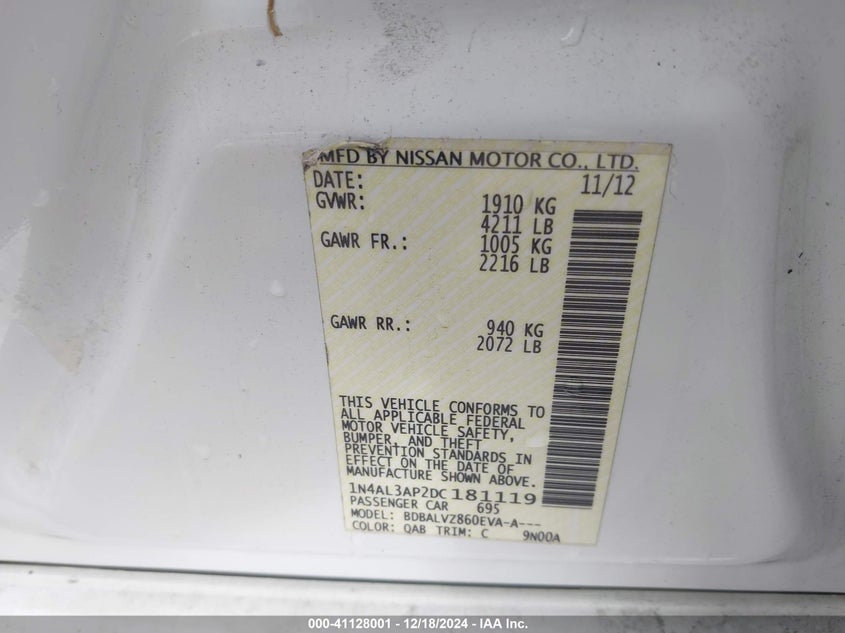 MFD BY NISSAN MOTOR CO., LTD.
DATE: 11/12
GVWR: 1910 KG
4211 LB
GAWR FR.: 1005 KG
2216 LB
GAWR RR.: 940 KG
2072 LB
THIS VEHICLE CONFORMS TO
ALL APPLICABLE FEDERAL
MOTOR VEHICLE SAFETY,
BUMPER, AND THEFT
PREVENTION STANDARDS IN
EFFECT ON THE DATE OF
MANUFACTURE SHOWN ABOVE.
1N4AL3AP2DC181119
PASSENGER CAR 695
MODEL: BDBALVZ860EVA-A---
COLOR: QAB TRIM: C 9N00A
000-41128001 - 12/18/2024 - IAA Inc.